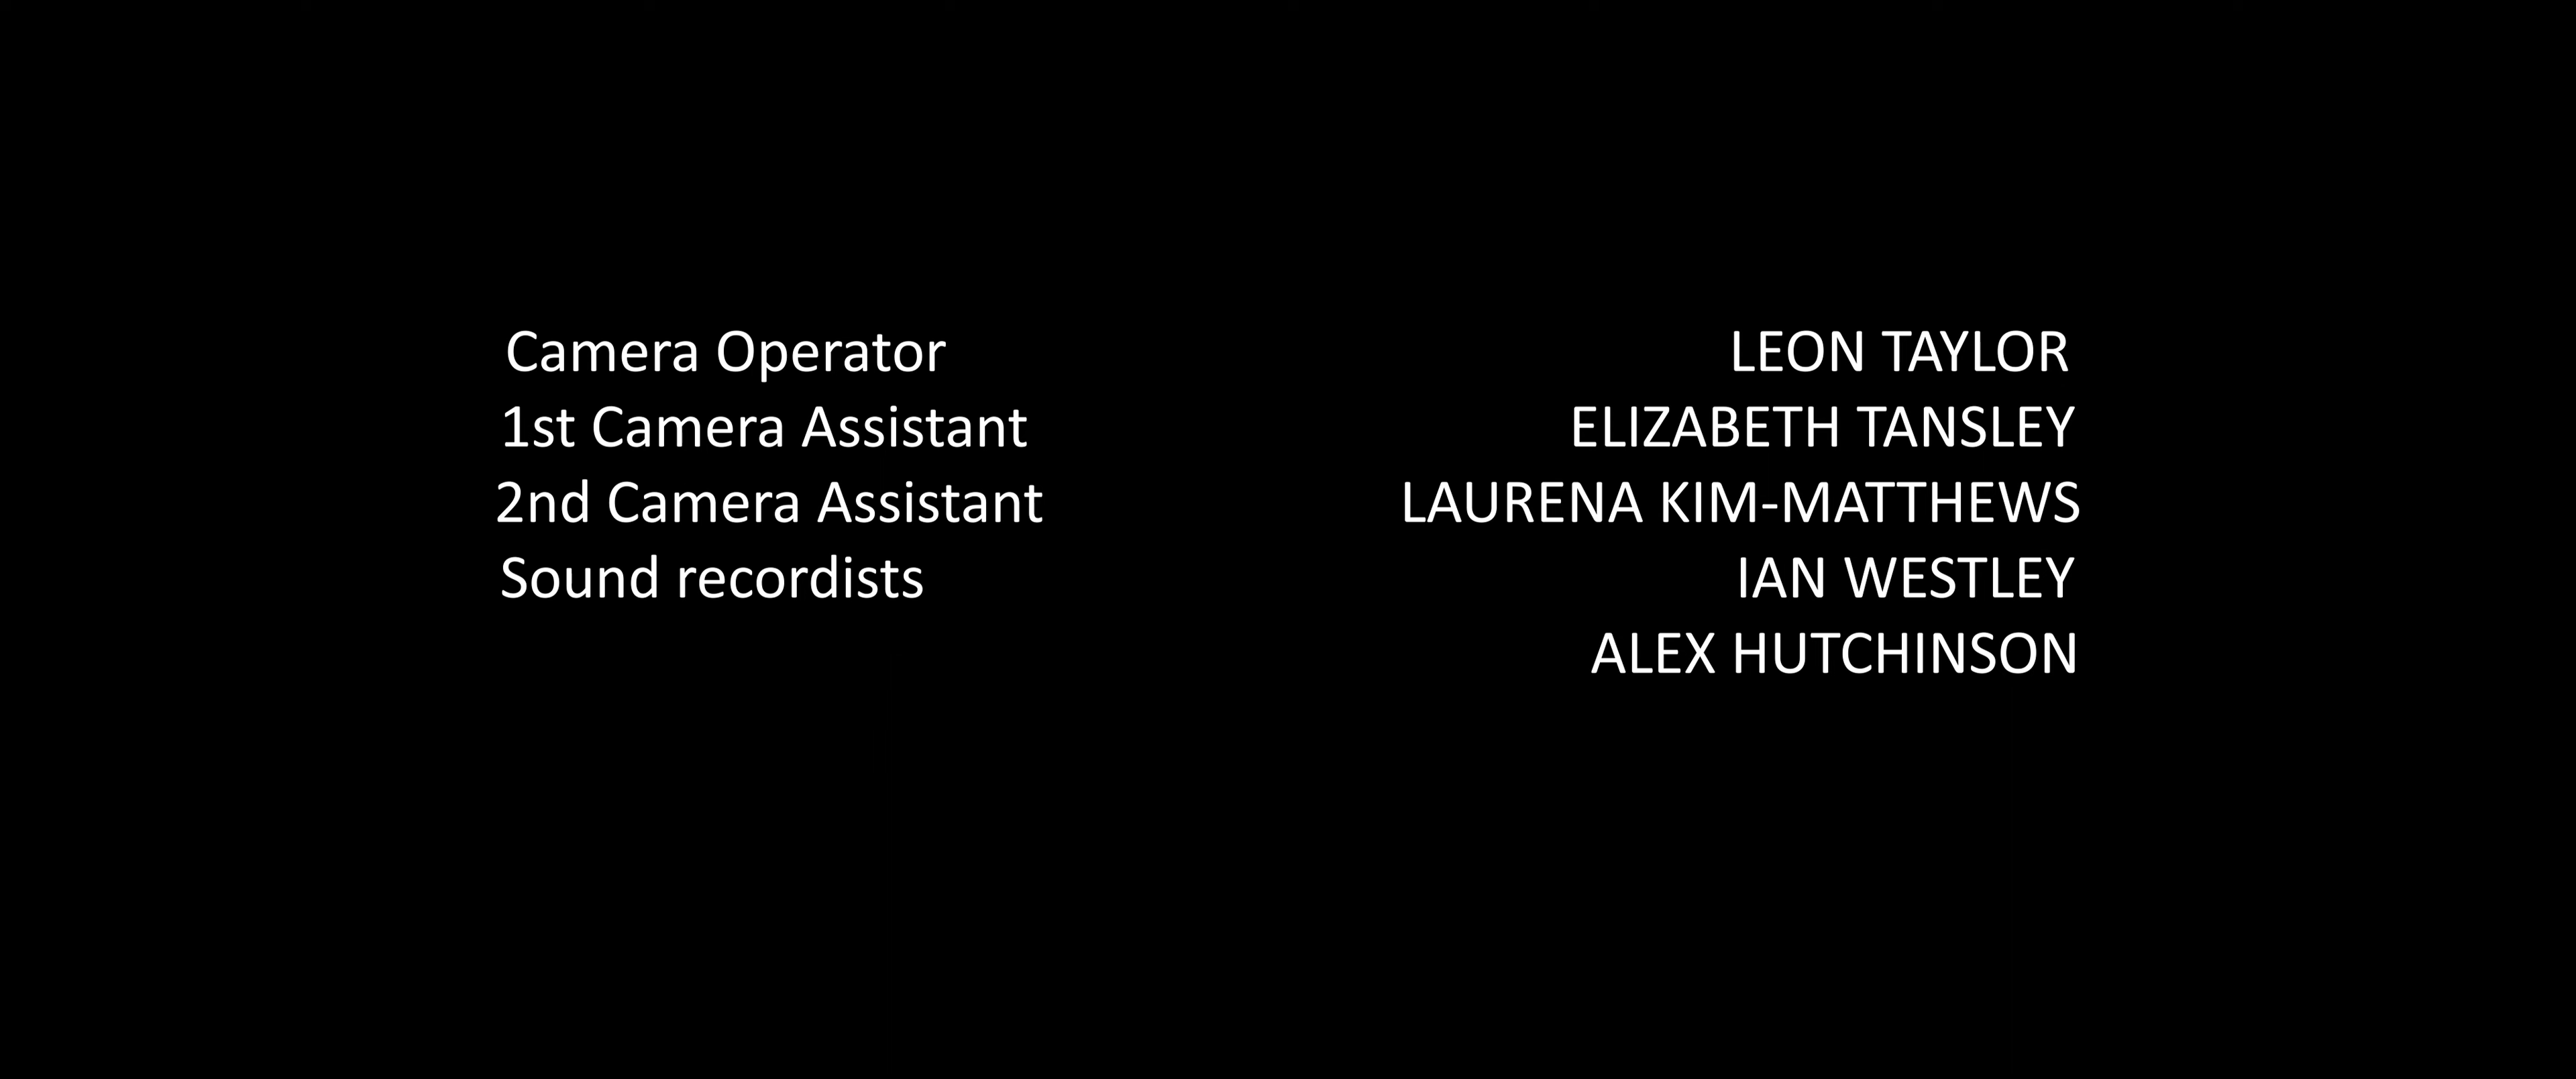 Camera Operator LEON TAYLOR
1st Camera Assistant ELIZABETH TANSLEY
2nd Camera Assistant LAURENA KIM-MATTHEWS
Sound recordists IAN WESTLEY
ALEX HUTCHINSON